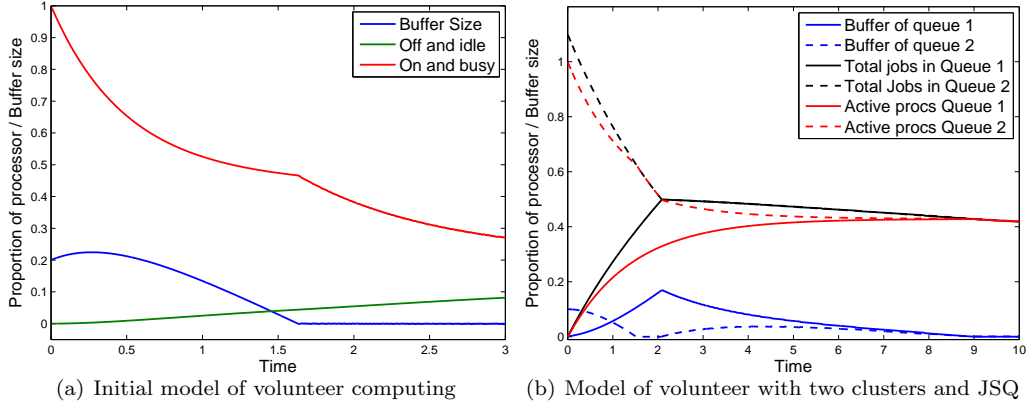 Proportion of processor / Buffer size
1
0.9
0.8
0.7
0.6
0.5
0.4
0.3
0.2
0.1
0
0 0.5 1 1.5 2 2.5 3
Time
Buffer Size
Off and idle
On and busy
(a) Initial model of volunteer computing
Proportion of processor / Buffer size
1
0.8
0.6
0.4
0.2
0
0 1 2 3 4 5 6 7 8 9 10
Time
Buffer of queue 1
Buffer of queue 2
Total jobs in Queue 1
Total Jobs in Queue 2
Active procs Queue 1
Active procs Queue 2
(b) Model of volunteer with two clusters and JSQ